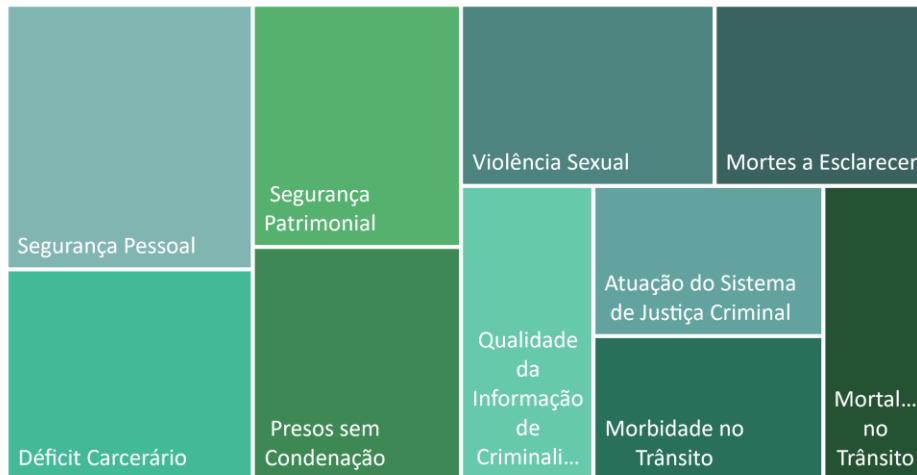 Segurança Pessoal
Déficit Carcerário
Segurança
Patrimonial
Presos sem
Condenação
Violência Sexual
Mortes a Esclarecer
Qualidade
da
Informação
de
Criminali...
Atuação do Sistema
de Justiça Criminal
Morbidade no
Trânsito
Mortal...
no
Trânsito